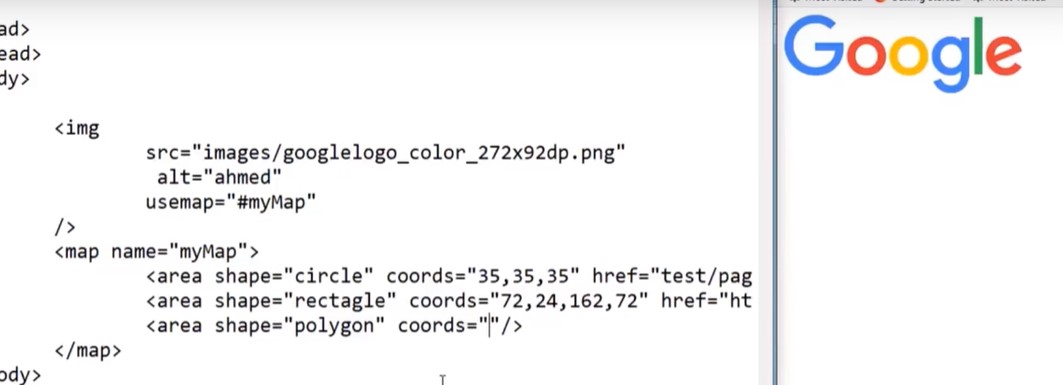 ad>
ead>
dy>
<img
src="images/googlelogo_color_272x92dp.png"
alt="ahmed"
usemap="#myMap"
/>
<map name="myMap">
<area shape="circle" coords="35,35,35" href="test/pag
<area shape="rectagle" coords="72,24,162,72" href="ht
<area shape="polygon" coords=""/>
</map>
ody>
Google